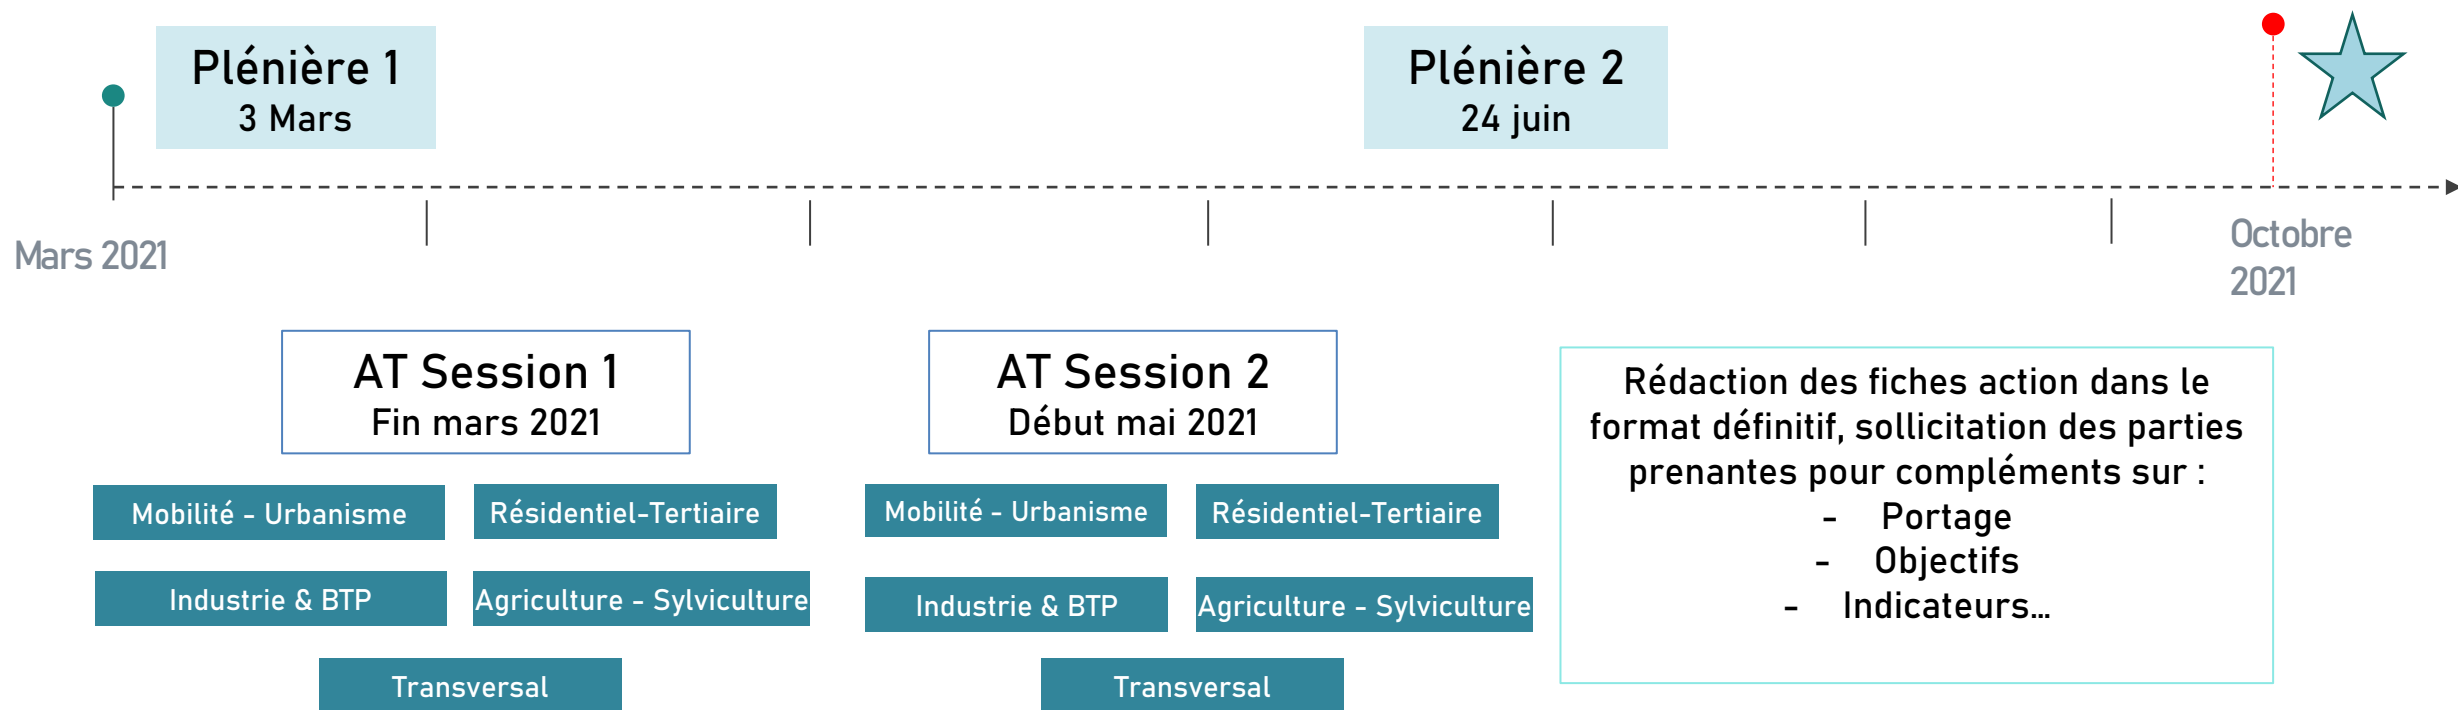 Plénière 1
3 Mars
Plénière 2
24 juin
Mars 2021
Octobre
2021
AT Session 1
Fin mars 2021
Mobilité - Urbanisme
Résidentiel-Tertiaire
Industrie & BTP
Agriculture - Sylviculture
Transversal
AT Session 2
Début mai 2021
Mobilité - Urbanisme
Résidentiel-Tertiaire
Industrie & BTP
Agriculture - Sylviculture
Transversal
Rédaction des fiches action dans le
format définitif, sollicitation des parties
prenantes pour compléments sur :
- Portage
- Objectifs
- Indicateurs...